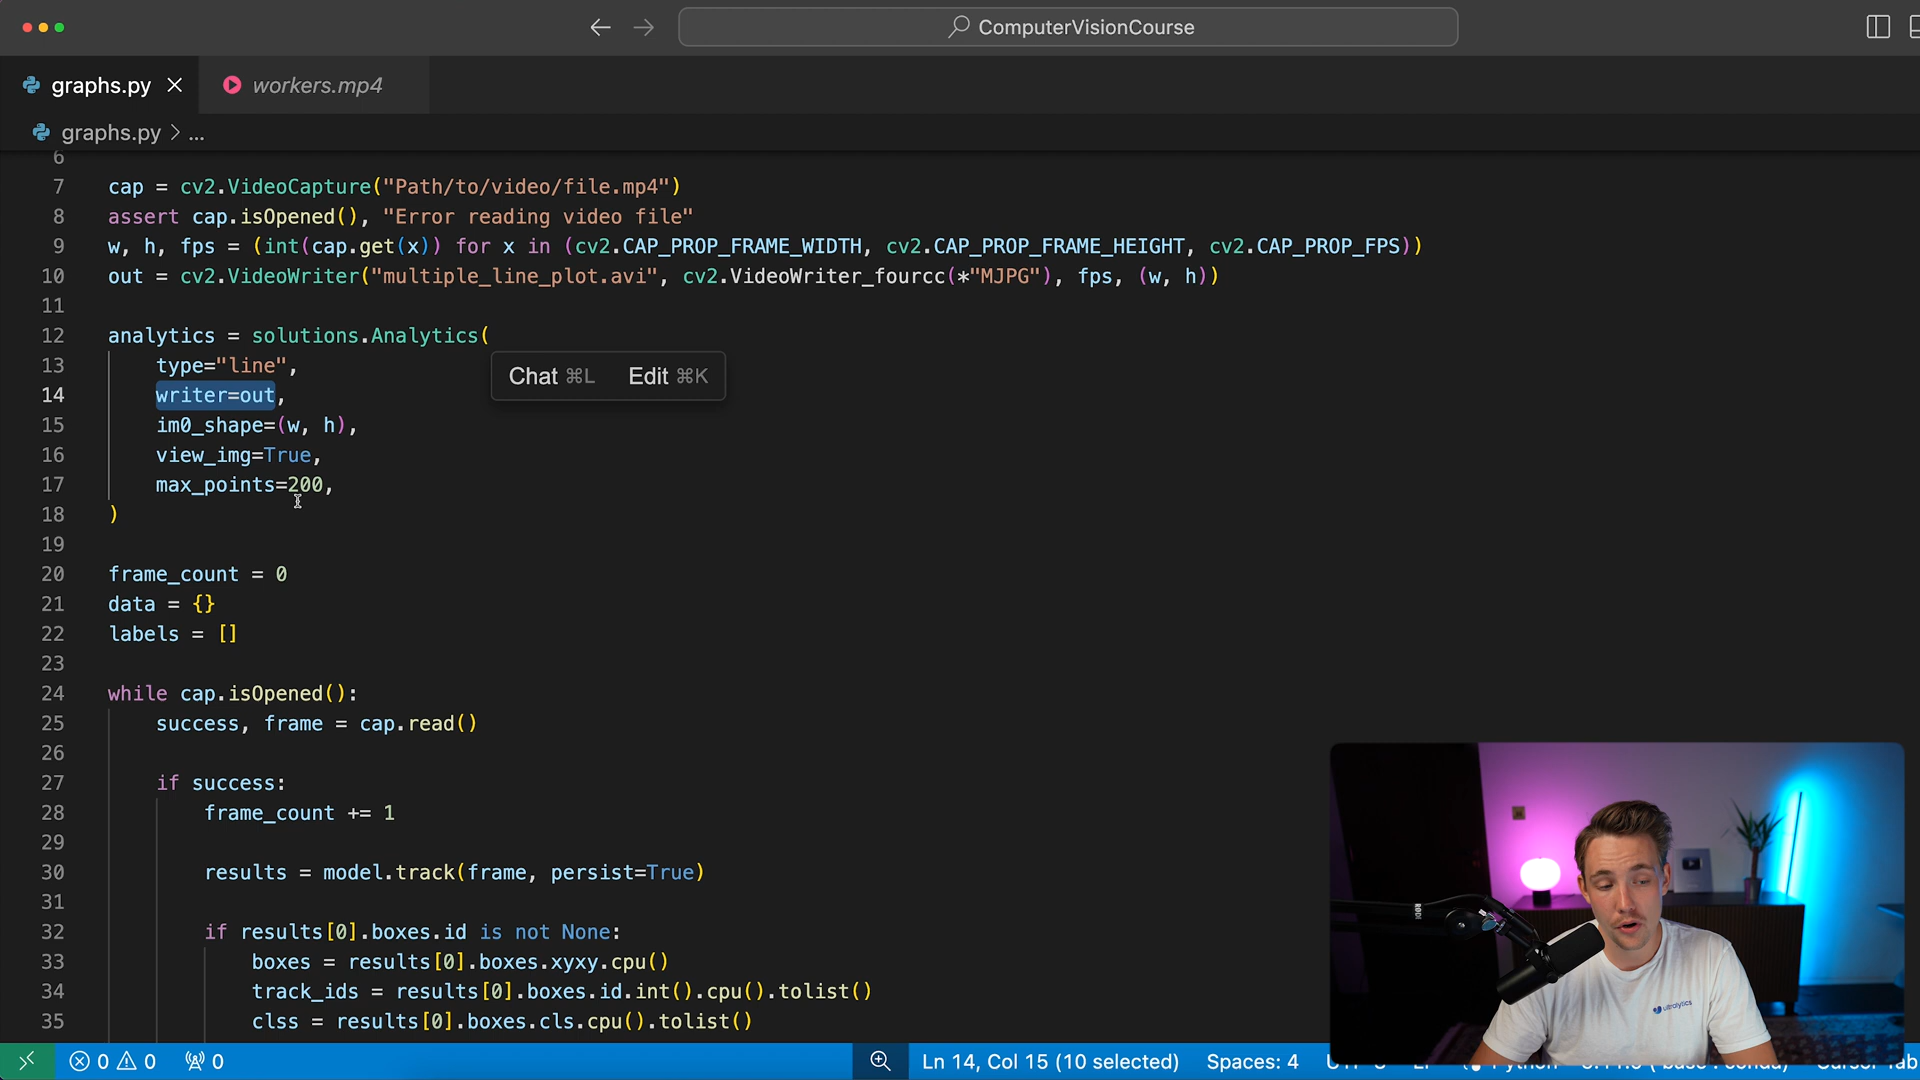 ComputerVisionCourse
graphs.py
workers.mp4
graphs.py > ...
6
7 cap = cv2.VideoCapture("Path/to/video/file.mp4")
8 assert cap.isOpened(), "Error reading video file"
9 w, h, fps = (int(cap.get(x)) for x in (cv2.CAP_PROP_FRAME_WIDTH, cv2.CAP_PROP_FRAME_HEIGHT, cv2.CAP_PROP_FPS))
10 out = cv2.VideoWriter("multiple_line_plot.avi", cv2.VideoWriter_fourcc(*"MJPG"), fps, (w, h))
11
12 analytics = solutions.Analytics(
13 type="line",
Chat ⌘L Edit ⌘K
14 writer=out,
15 im0_shape=(w, h),
16 view_img=True,
17 max_points=200,
18 )
19
20 frame_count = 0
21 data = {}
22 labels = []
23
24 while cap.isOpened():
25 success, frame = cap.read()
26
27 if success:
28 frame_count += 1
29
30 results = model.track(frame, persist=True)
31
32 if results[0].boxes.id is not None:
33 boxes = results[0].boxes.xyxy.cpu()
34 track_ids = results[0].boxes.id.int().cpu().tolist()
35 clss = results[0].boxes.cls.cpu().tolist()
RODE
ultralytics
0 0 0 Ln 14, Col 15 (10 selected) Spaces: 4